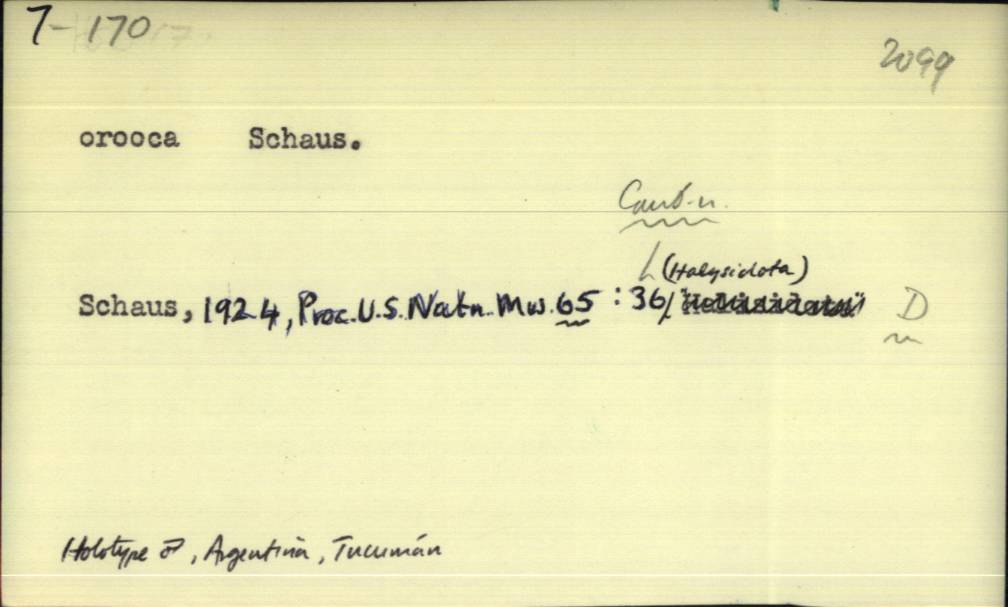 7-170
2099
orooca Schaus.
Comb. n.
(Halysidota)
Schaus, 1924, Proc. U.S. Natn. Mus. 65 : 36 D
Holotype ♂, Argentina, Tucumán